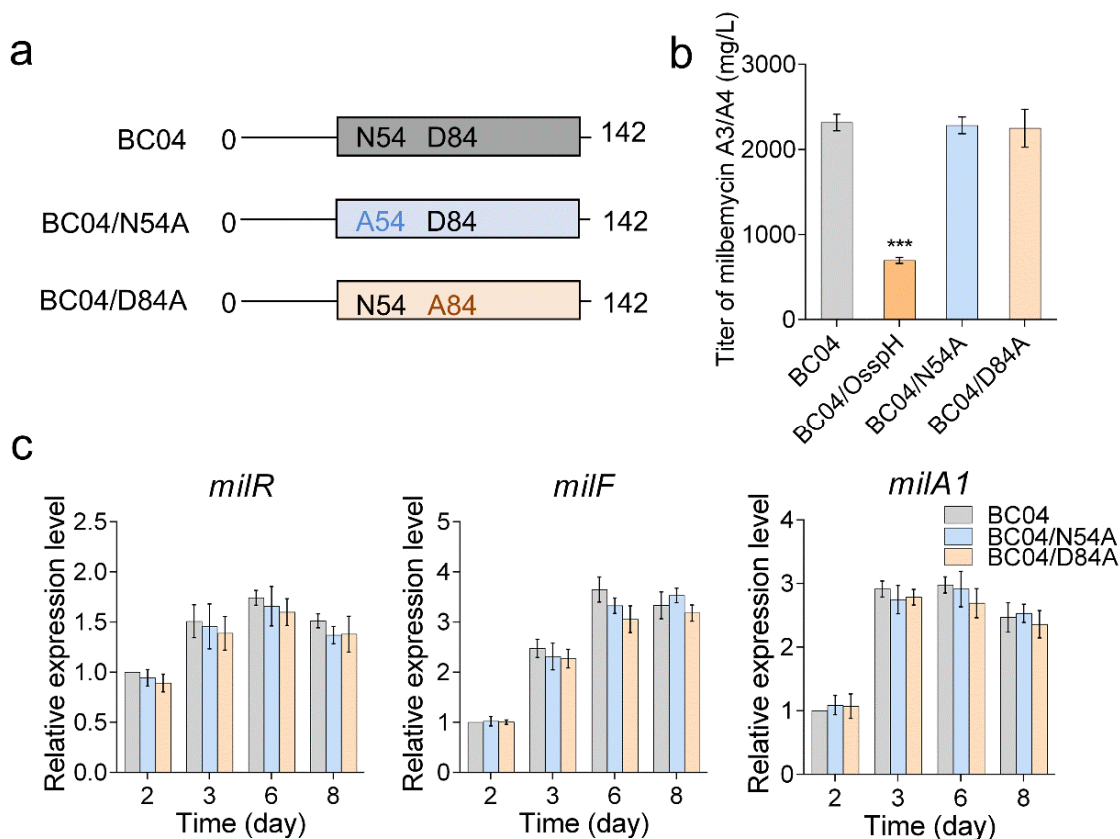 a
BC04 0 N54 D84 142
BC04/N54A 0 A54 D84 142
BC04/D84A 0 N54 A84 142
b
Titer of milbemycin A3/A4 (mg/L)
3000
2000
1000
0
***
BC04
BC04/OsspH
BC04/N54A
BC04/D84A
c
milR
Relative expression level
2.5
2.0
1.5
1.0
0.5
0.0
2 3 6 8
Time (day)
milF
Relative expression level
5
4
3
2
1
0
2 3 6 8
Time (day)
milA1
Relative expression level
4
3
2
1
0
2 3 6 8
Time (day)
BC04
BC04/N54A
BC04/D84A